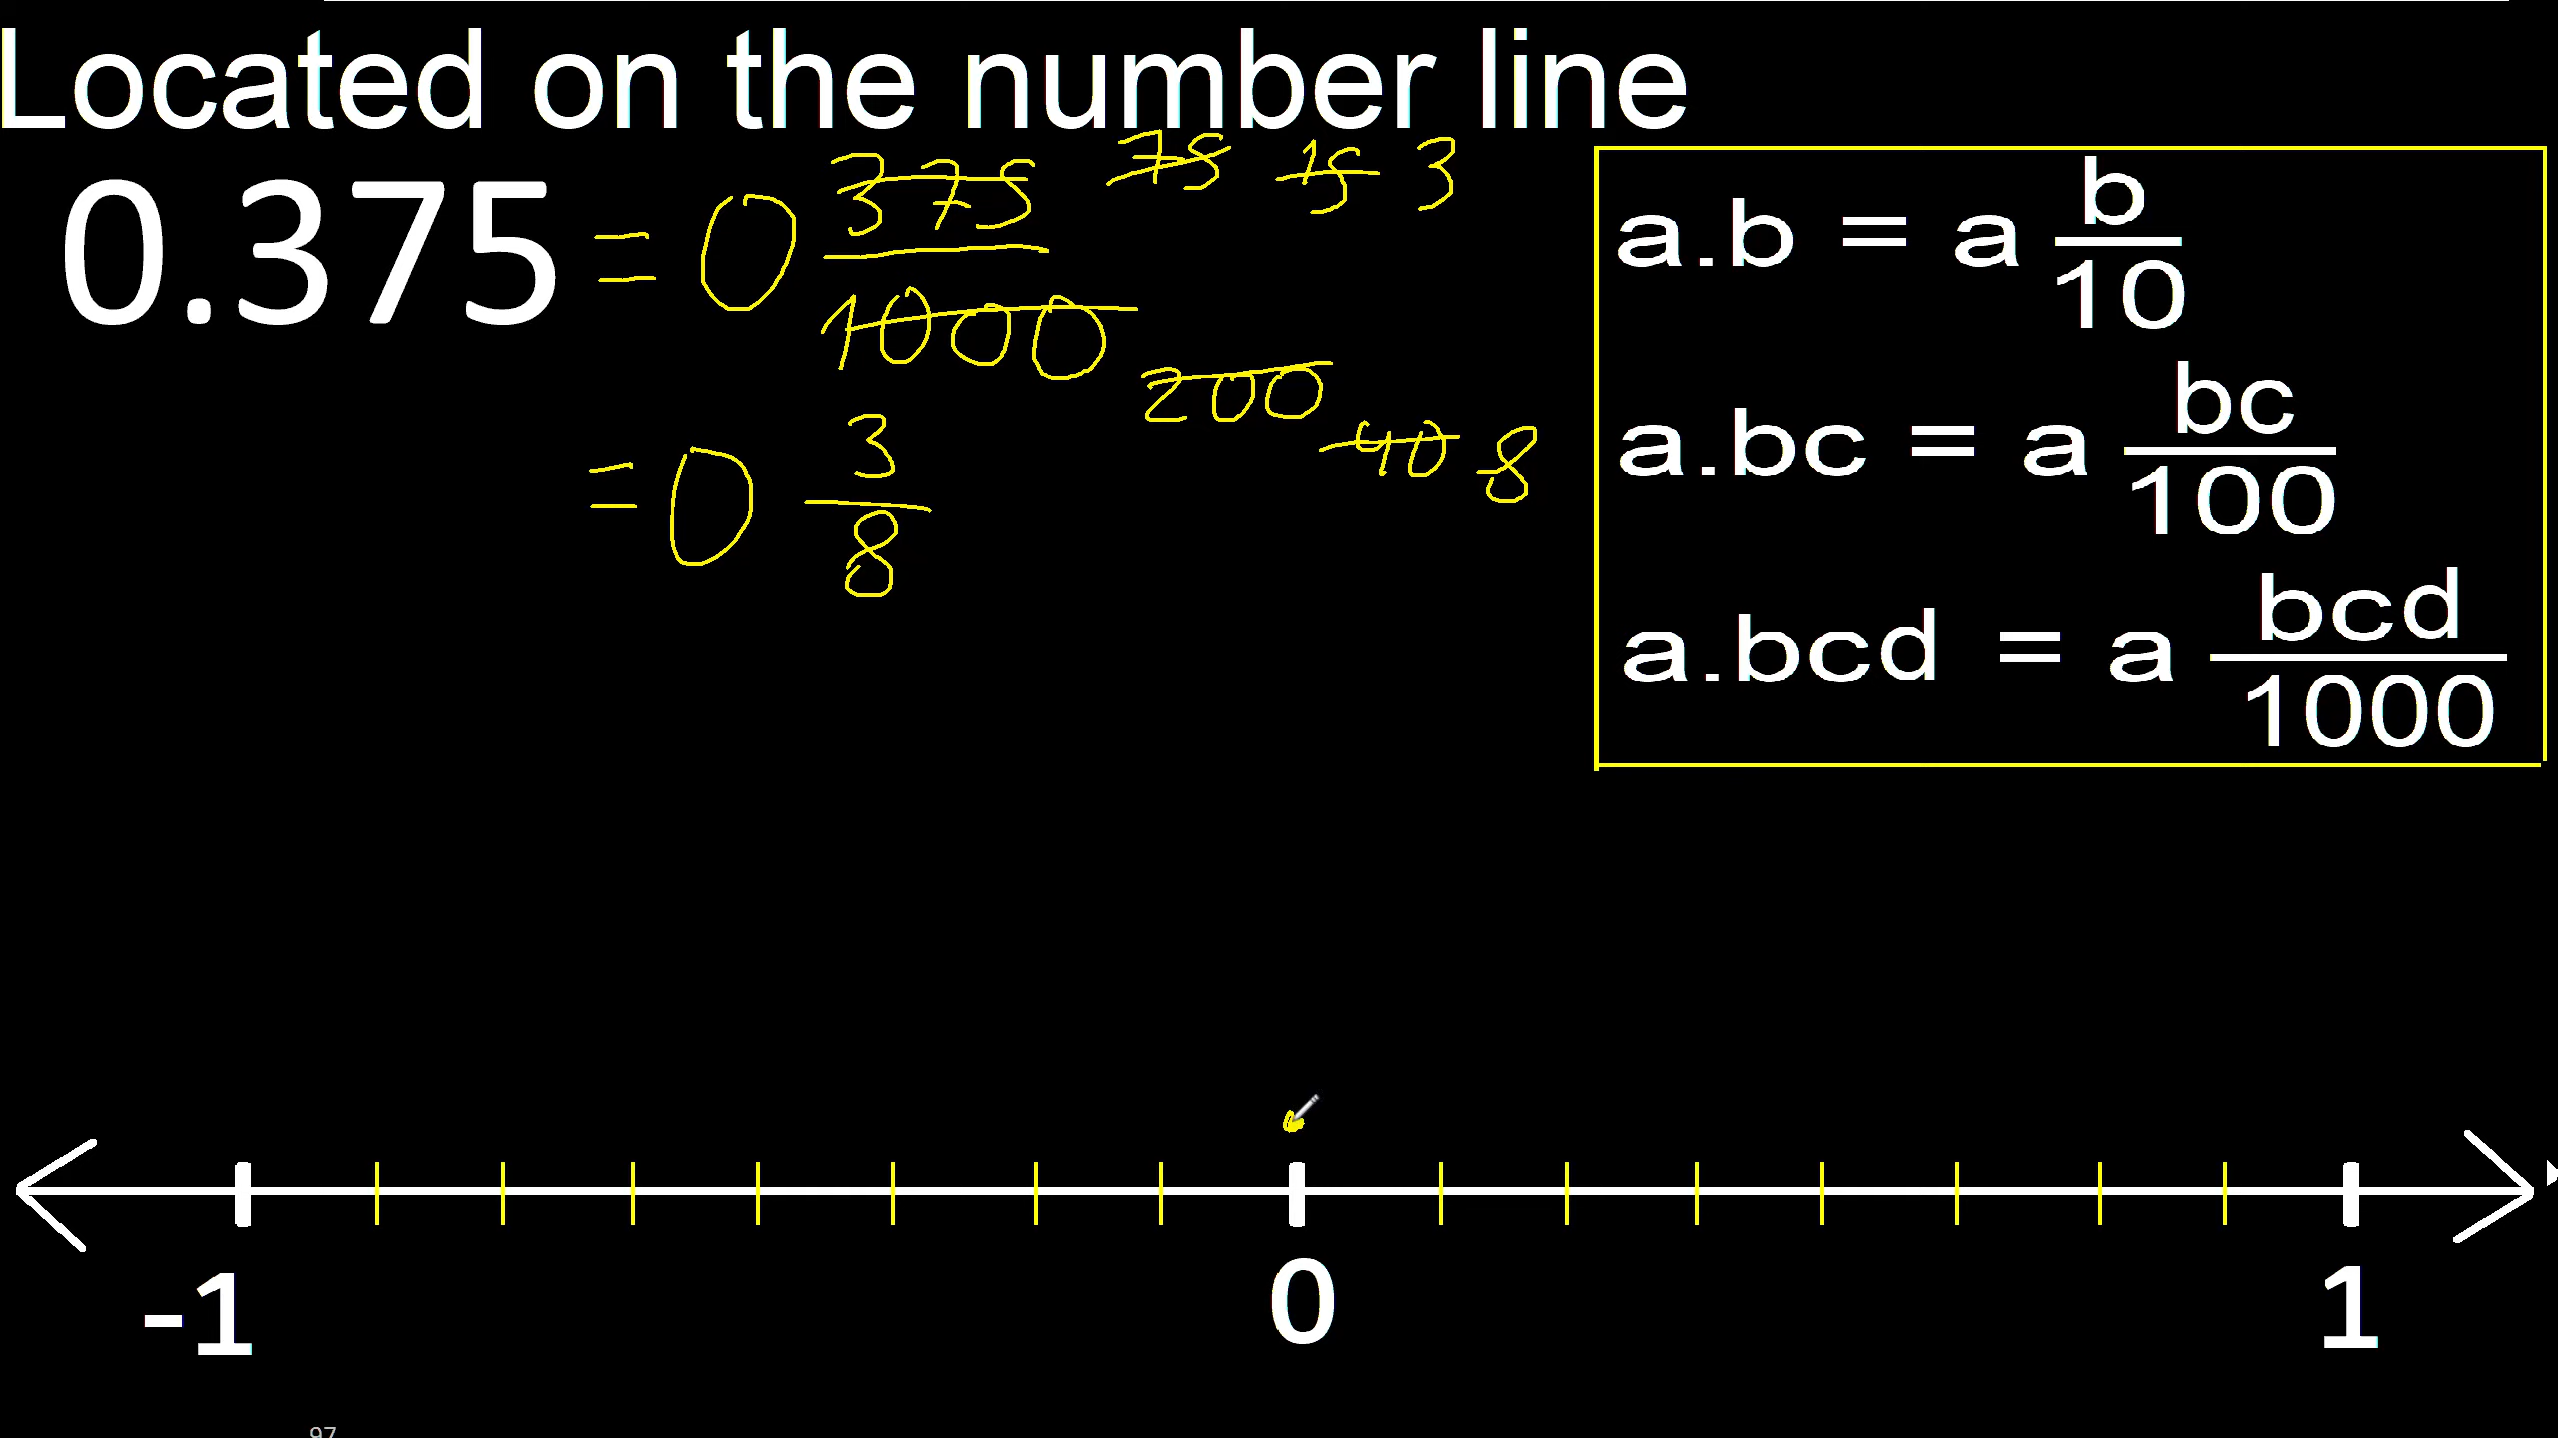 Located on the number line
0.375 = 0 375/1000 75 15 3
200 40 8
= 0 3/8
a.b = a b/10
a.bc = a bc/100
a.bcd = a bcd/1000
-1 0 1
97